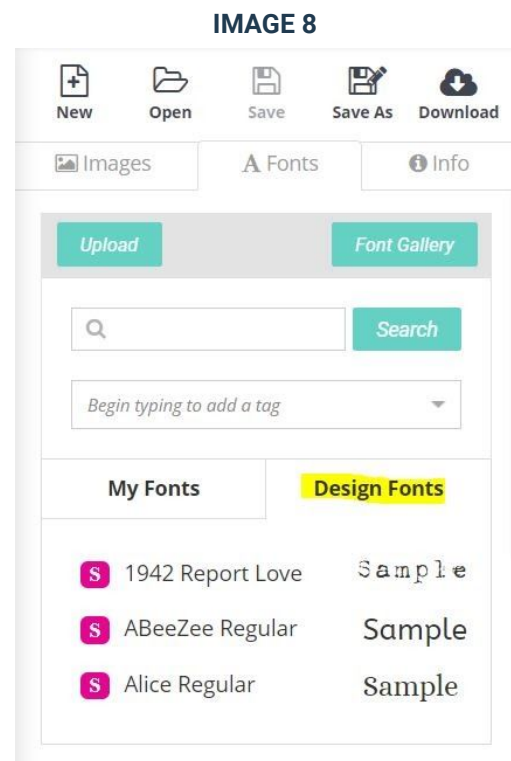 IMAGE 8
New Open Save Save As Download
Images A Fonts Info
Upload Font Gallery
Search
Begin typing to add a tag
My Fonts Design Fonts
S 1942 Report Love Sample
S ABeeZee Regular Sample
S Alice Regular Sample